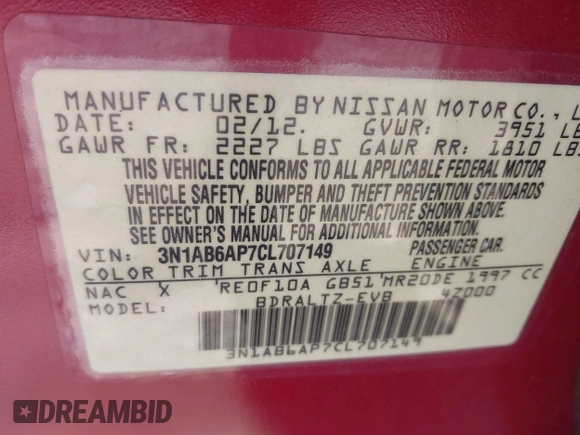 MANUFACTURED BY NISSAN MOTOR CO., L
DATE: 02/12. GVWR: 3951 LB
GAWR FR: 2227 LBS GAWR RR: 1810 LB
THIS VEHICLE CONFORMS TO ALL APPLICABLE FEDERAL MOTOR
VEHICLE SAFETY, BUMPER AND THEFT PREVENTION STANDARDS
IN EFFECT ON THE DATE OF MANUFACTURE SHOWN ABOVE.
SEE OWNER'S MANUAL FOR ADDITIONAL INFORMATION
VIN: 3N1AB6AP7CL707149 PASSENGER CAR.
COLOR TRIM TRANS AXLE ENGINE
NAC X 'RE0F10A GB51'MR20DE 1997 CC
MODEL: BDRALTZ-EVB 4Z000
3N1AB6AP7CL707149
DREAMBID